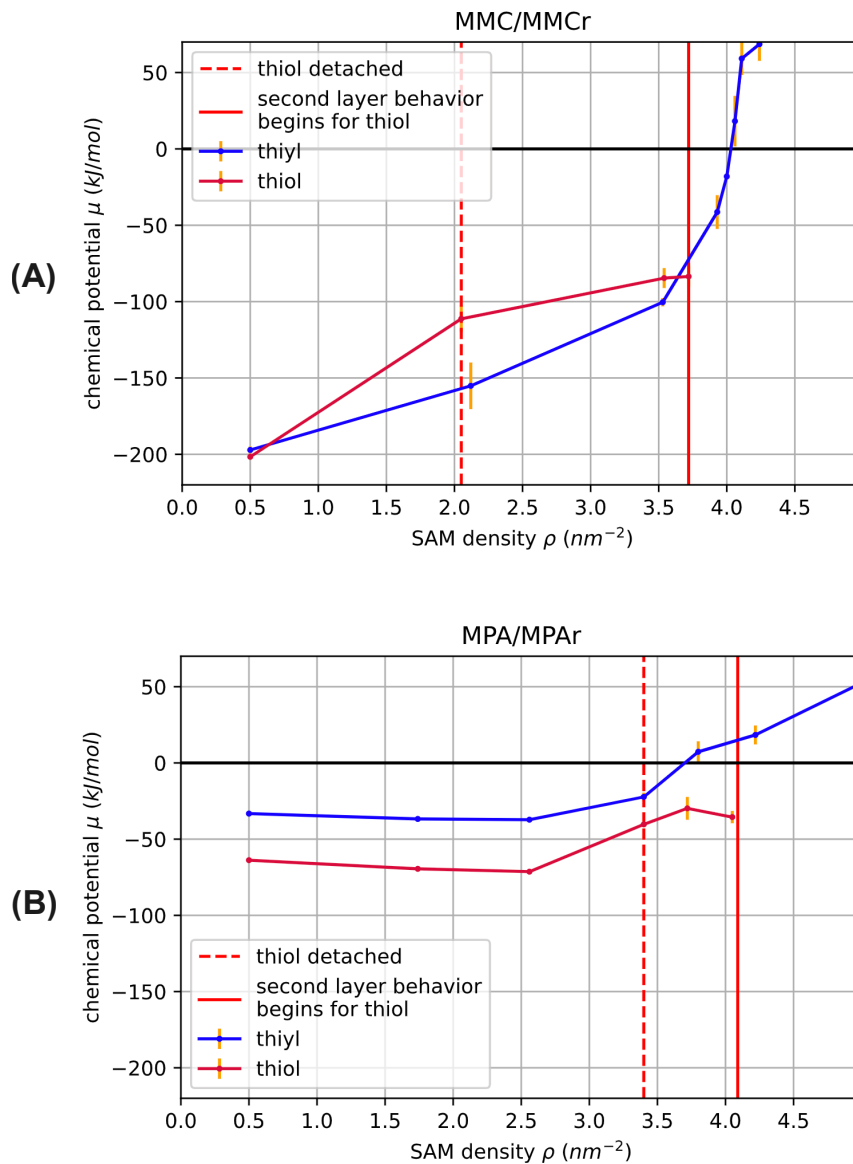 MMC/MMCr
thiol detached
second layer behavior
begins for thiol
thiyl
thiol
50
0
−50
−100
−150
−200
chemical potential μ (kJ/mol)
(A)
0.0 0.5 1.0 1.5 2.0 2.5 3.0 3.5 4.0 4.5
SAM density ρ (nm⁻²)
MPA/MPAr
50
0
−50
−100
−150
−200
chemical potential μ (kJ/mol)
(B)
thiol detached
second layer behavior
begins for thiol
thiyl
thiol
0.0 0.5 1.0 1.5 2.0 2.5 3.0 3.5 4.0 4.5
SAM density ρ (nm⁻²)